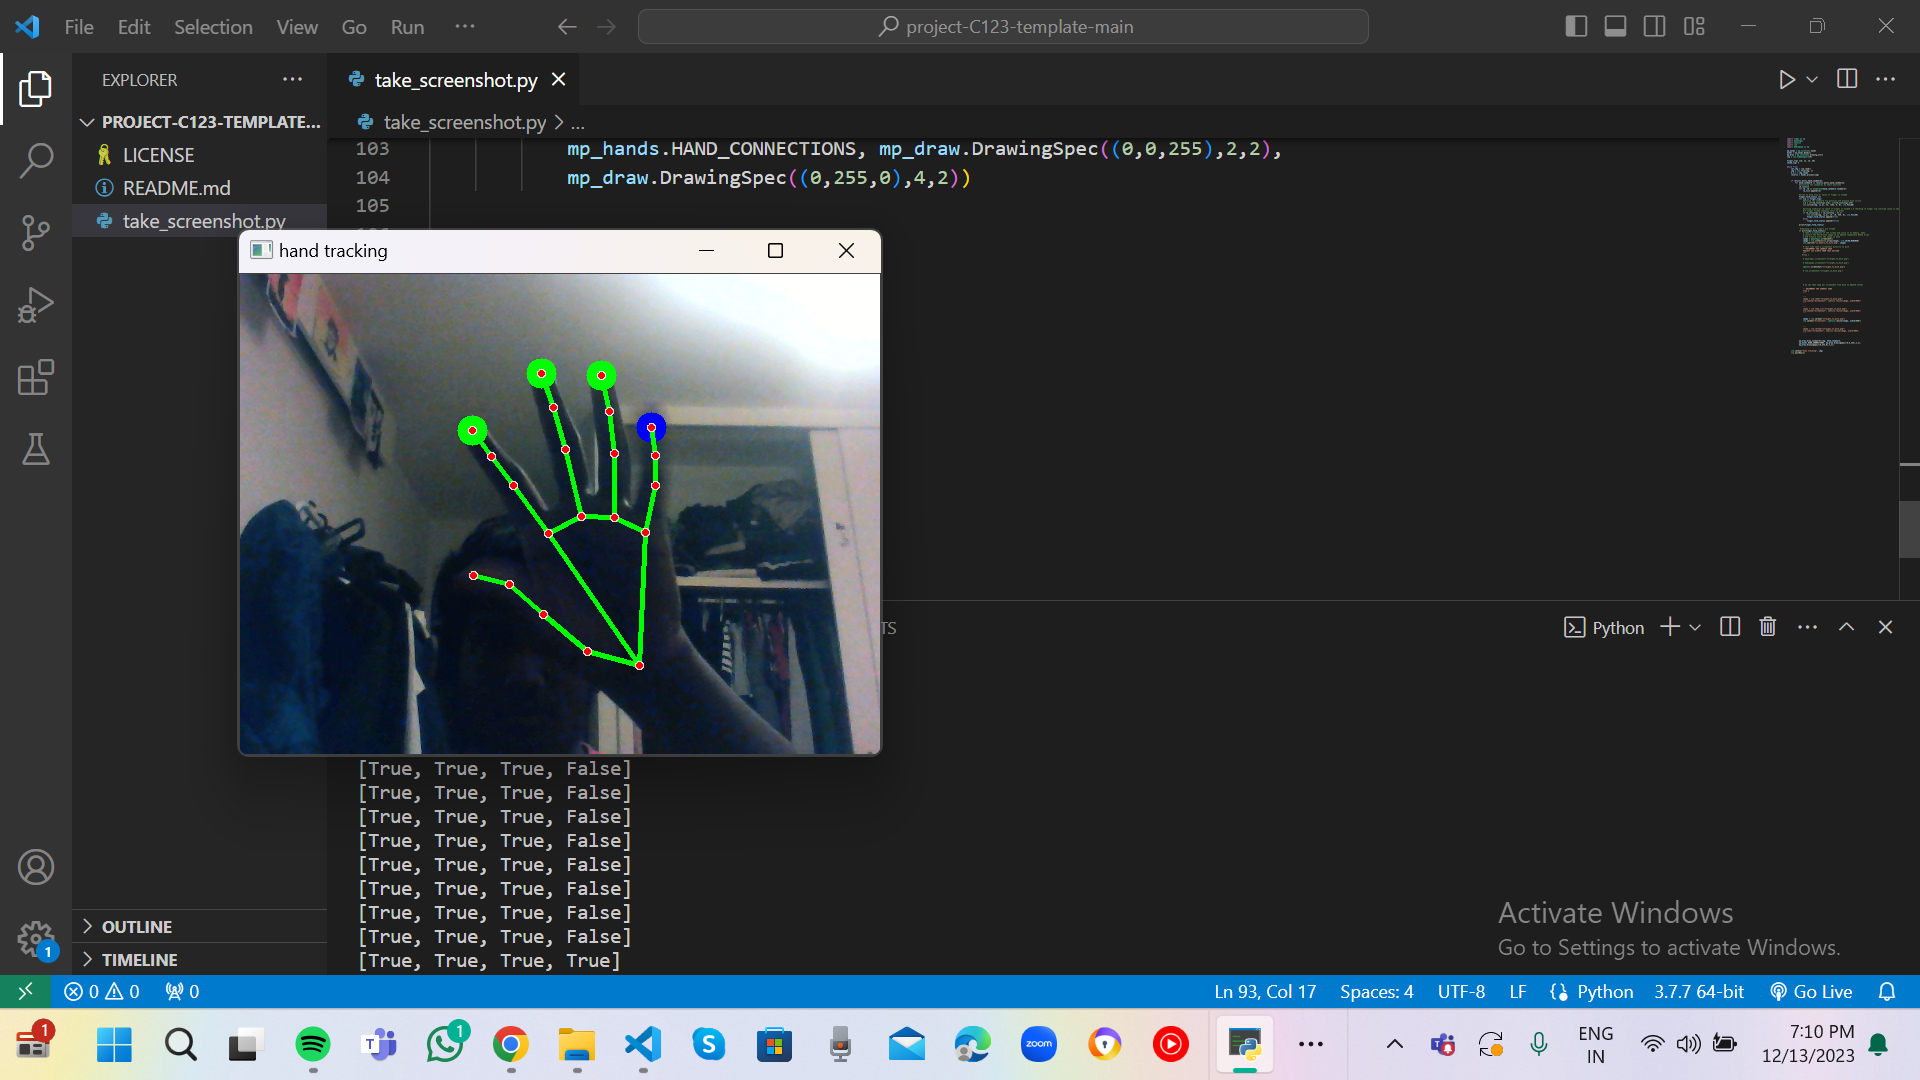 File Edit Selection View Go Run ...
project-C123-template-main
EXPLORER
take_screenshot.py
PROJECT-C123-TEMPLATE...
take_screenshot.py > ...
LICENSE
README.md
take_screenshot.py
103 mp_hands.HAND_CONNECTIONS, mp_draw.DrawingSpec((0,0,255),2,2),
104 mp_draw.DrawingSpec((0,255,0),4,2))
105
hand tracking
TS
Python
[True, True, True, False]
[True, True, True, False]
[True, True, True, False]
[True, True, True, False]
[True, True, True, False]
[True, True, True, False]
[True, True, True, False]
[True, True, True, False]
[True, True, True, True]
Activate Windows
Go to Settings to activate Windows.
OUTLINE
TIMELINE
1
0 0 0
Ln 93, Col 17 Spaces: 4 UTF-8 LF Python 3.7.7 64-bit Go Live
1
1
zoom
ENG
IN
7:10 PM
12/13/2023